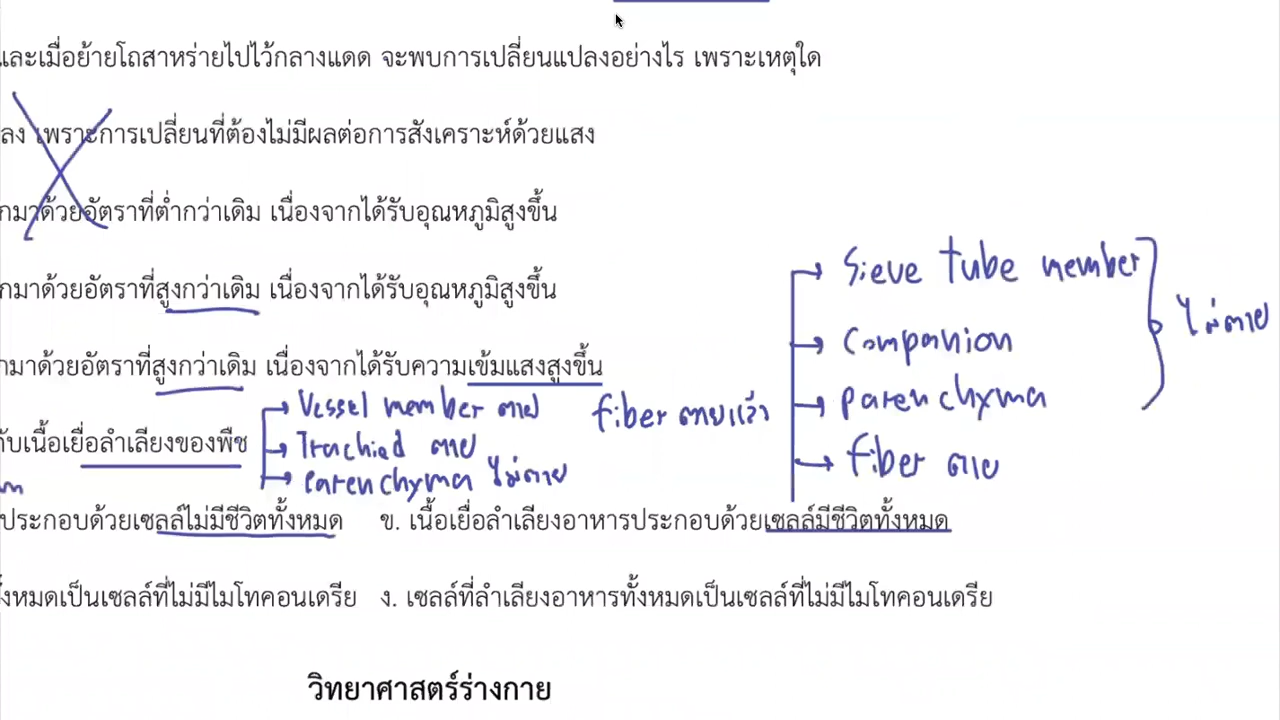 และเมื่อย้ายโถสาหร่ายไปไว้กลางแดด จะพบการเปลี่ยนแปลงอย่างไร เพราะเหตุใด
ลง เพราะการเปลี่ยนที่ต้องไม่มีผลต่อการสังเคราะห์ด้วยแสง
กมาด้วยอัตราที่ต่ำกว่าเดิม เนื่องจากได้รับอุณหภูมิสูงขึ้น
กมาด้วยอัตราที่สูงกว่าเดิม เนื่องจากได้รับอุณหภูมิสูงขึ้น
กมาด้วยอัตราที่สูงกว่าเดิม เนื่องจากได้รับความเข้มแสงสูงขึ้น
กับเนื้อเยื่อลำเลียงของพืช
Vessel member ตาย
Trachied ตาย
parenchyma ไม่ตาย
fiber ตายแล้ว
Sieve tube member
Companion
parenchyma
ไม่ตาย
fiber ตาย
ประกอบด้วยเซลล์ไม่มีชีวิตทั้งหมด ข. เนื้อเยื่อลำเลียงอาหารประกอบด้วยเซลล์มีชีวิตทั้งหมด
ทั้งหมดเป็นเซลล์ที่ไม่มีไมโทคอนเดรีย ง. เซลล์ที่ลำเลียงอาหารทั้งหมดเป็นเซลล์ที่ไม่มีไมโทคอนเดรีย
วิทยาศาสตร์ร่างกาย